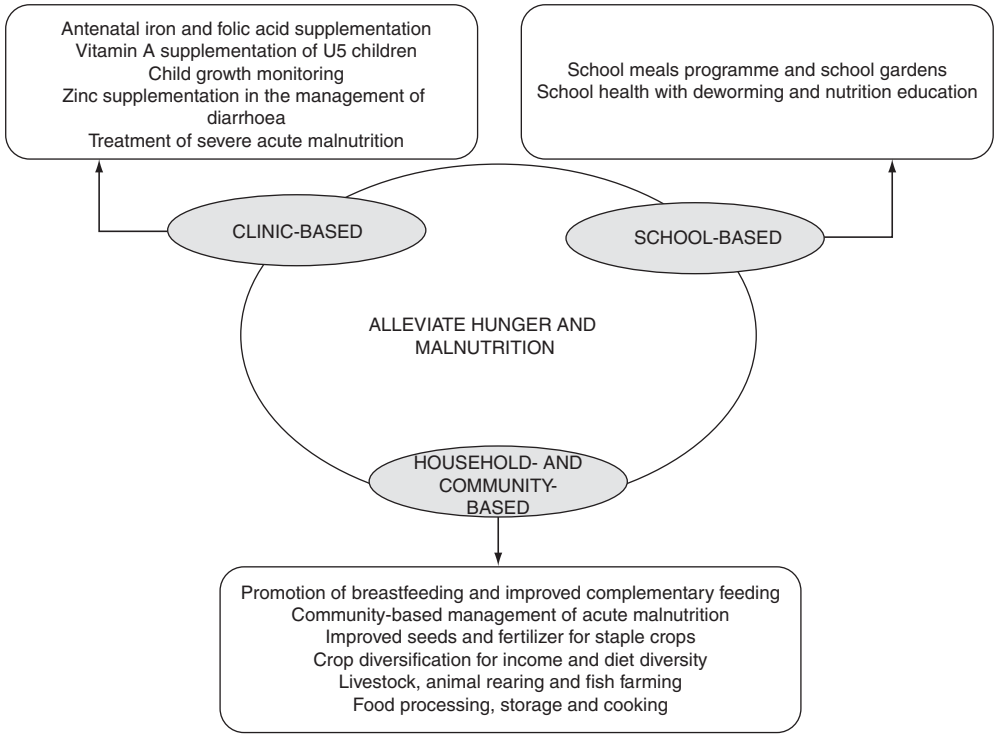 Antenatal iron and folic acid supplementation
Vitamin A supplementation of U5 children
Child growth monitoring
Zinc supplementation in the management of
diarrhoea
Treatment of severe acute malnutrition
School meals programme and school gardens
School health with deworming and nutrition education
CLINIC-BASED
SCHOOL-BASED
ALLEVIATE HUNGER AND
MALNUTRITION
HOUSEHOLD- AND
COMMUNITY-
BASED
Promotion of breastfeeding and improved complementary feeding
Community-based management of acute malnutrition
Improved seeds and fertilizer for staple crops
Crop diversification for income and diet diversity
Livestock, animal rearing and fish farming
Food processing, storage and cooking